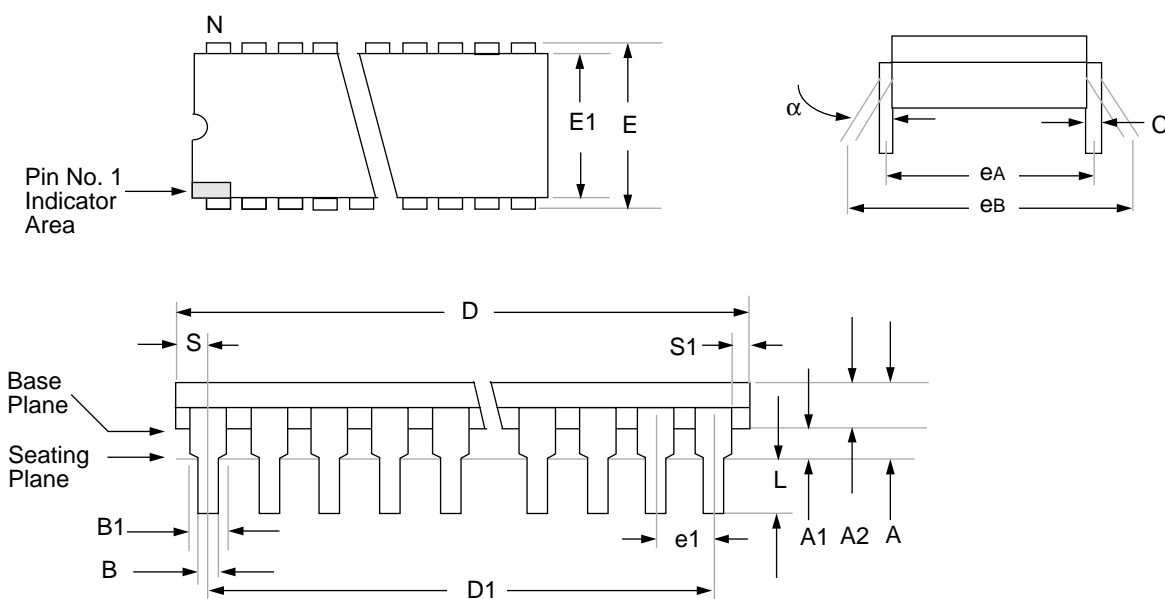 N
E1
E
Pin No. 1
Indicator
Area
α
C
eA
eB
D
S
S1
Base
Plane
Seating
Plane
L
B1
e1
A1
A2
A
B
D1